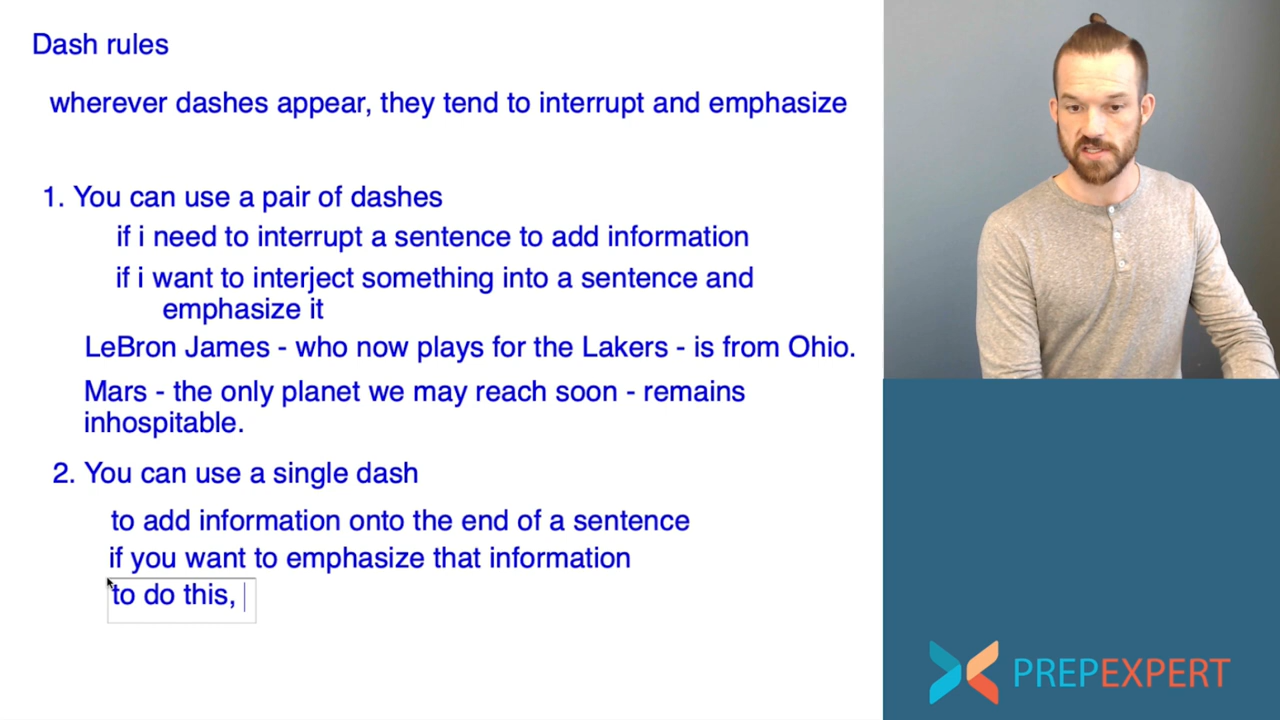 Dash rules
wherever dashes appear, they tend to interrupt and emphasize
1. You can use a pair of dashes
if i need to interrupt a sentence to add information
if i want to interject something into a sentence and
emphasize it
LeBron James - who now plays for the Lakers - is from Ohio.
Mars - the only planet we may reach soon - remains
inhospitable.
2. You can use a single dash
to add information onto the end of a sentence
if you want to emphasize that information
to do this,
PREPEXPERT